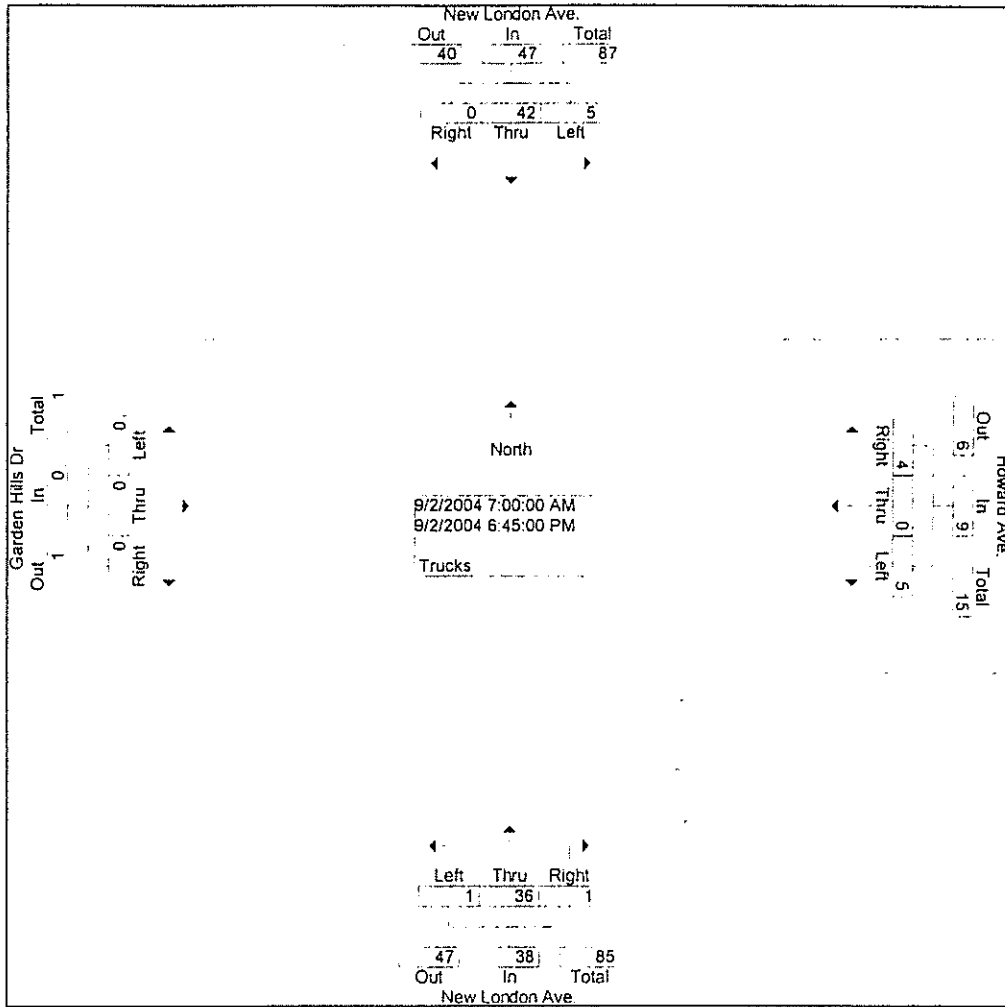 New London Ave.
Out In Total
40 47 87
0 42 5
Right Thru Left
Garden Hills Dr
Out In Total
1 0 1
0 0 0
Right Thru Left
North
9/2/2004 7:00:00 AM
9/2/2004 6:45:00 PM
Trucks
Right Thru Left
4 0 5
6 9 15
Out In Total
Howard Ave.
Left Thru Right
1 36 1
47 38 85
Out In Total
New London Ave.